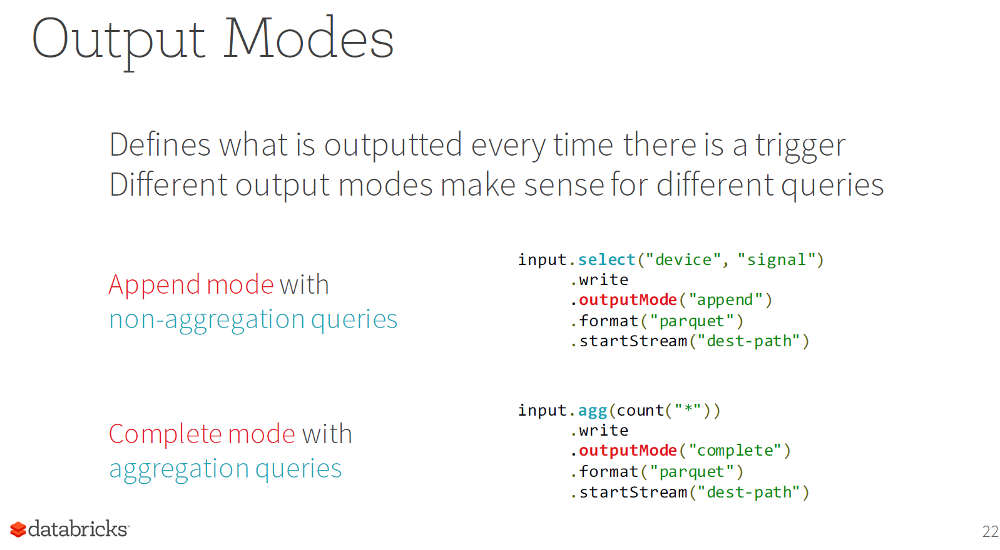 Output Modes
Defines what is outputted every time there is a trigger
Different output modes make sense for different queries
Append mode with
non-aggregation queries
input.select("device", "signal")
.write
.outputMode("append")
.format("parquet")
.startStream("dest-path")
Complete mode with
aggregation queries
input.agg(count("*"))
.write
.outputMode("complete")
.format("parquet")
.startStream("dest-path")
databricks™
22